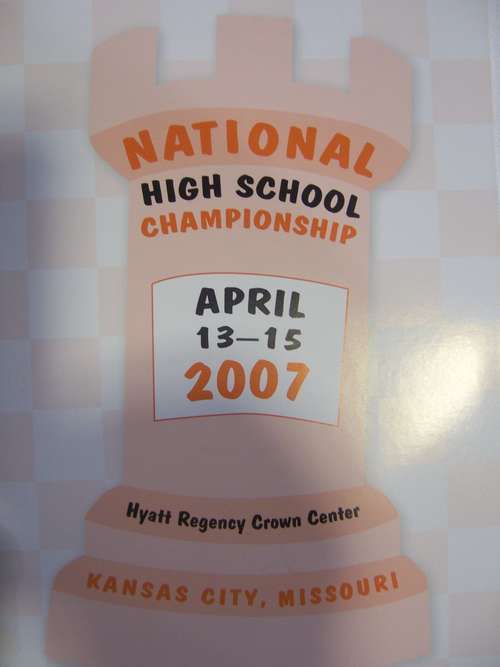 NATIONAL
HIGH SCHOOL
CHAMPIONSHIP
APRIL
13–15
2007
Hyatt Regency Crown Center
KANSAS CITY, MISSOURI